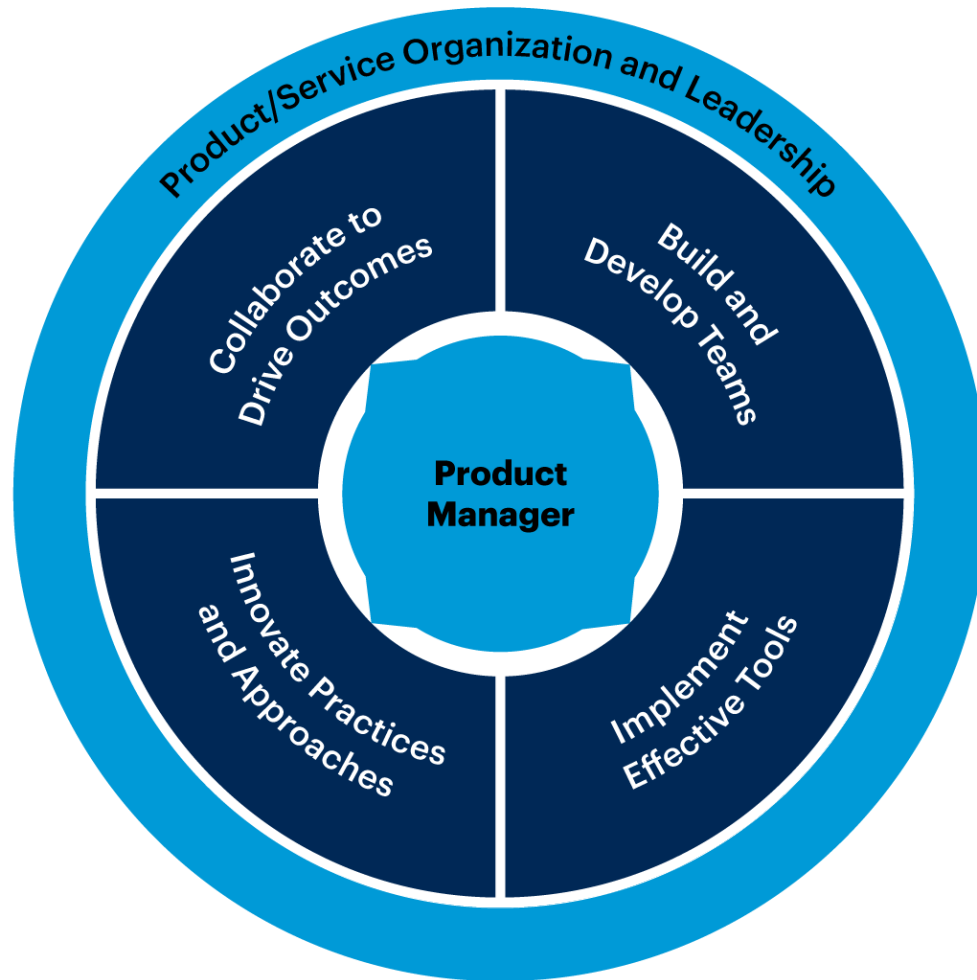 Product/Service Organization and Leadership
Collaborate to
Drive Outcomes
Build and
Develop Teams
Product
Manager
Innovate Practices
and Approaches
Implement
Effective Tools